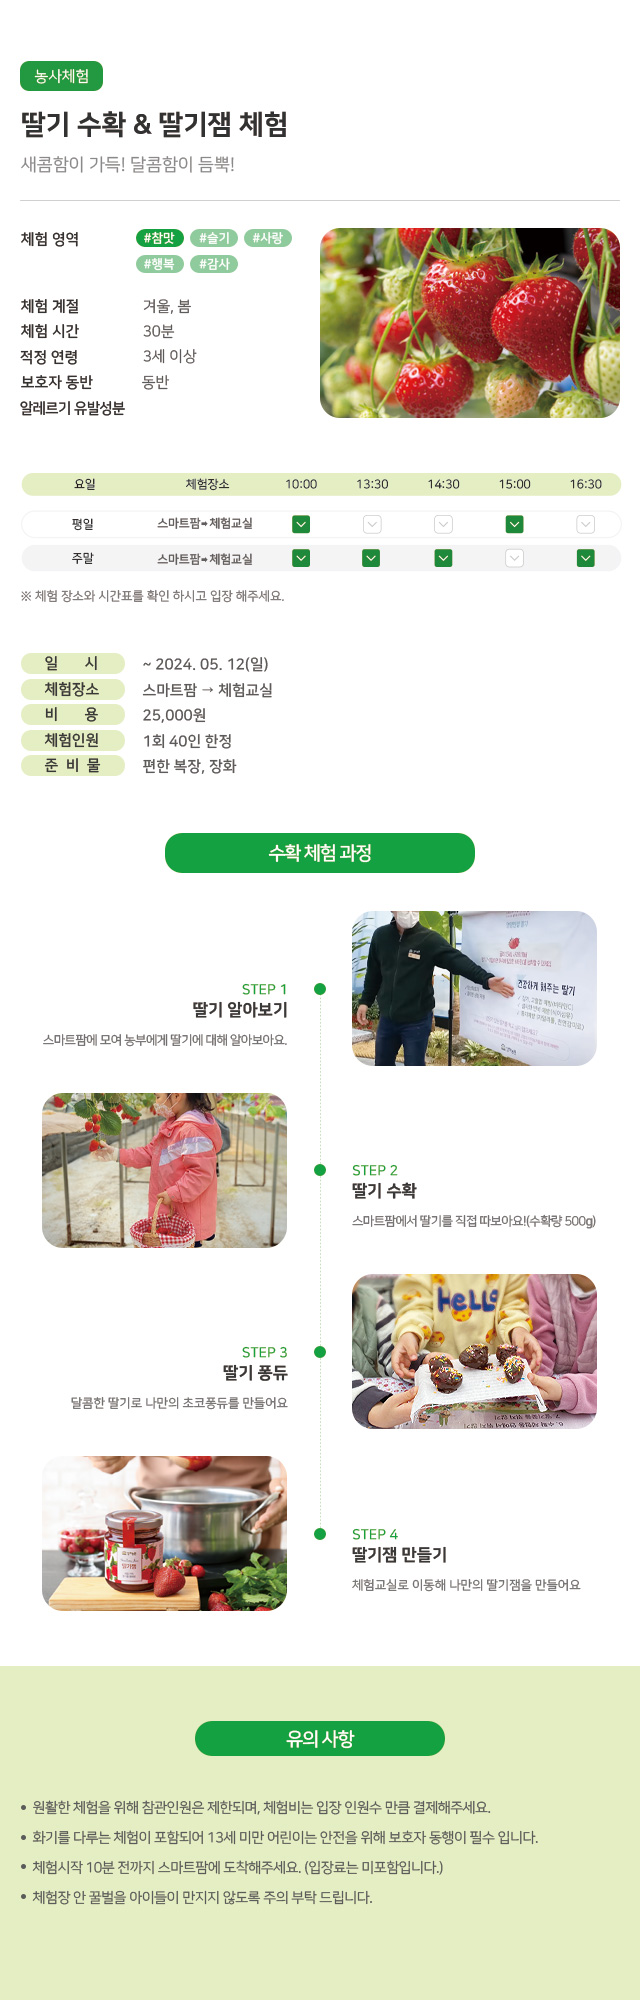 농사체험
딸기 수확 & 딸기잼 체험
새콤함이 가득! 달콤함이 듬뿍!
체험 영역 #참맛 #슬기 #사랑
#행복 #감사
체험 계절 겨울, 봄
체험 시간 30분
적정 연령 3세 이상
보호자 동반 동반
알레르기 유발성분
요일 체험장소 10:00 13:30 14:30 15:00 16:30
평일 스마트팜➡체험교실
주말 스마트팜➡체험교실
※ 체험 장소와 시간표를 확인 하시고 입장 해주세요.
일 시 ~ 2024. 05. 12(일)
체험장소 스마트팜 → 체험교실
비 용 25,000원
체험인원 1회 40인 한정
준 비 물 편한 복장, 장화
수확 체험 과정
건강하게 해주는 딸기
STEP 1
딸기 알아보기
스마트팜에 모여 농부에게 딸기에 대해 알아보아요.
STEP 2
딸기 수확
스마트팜에서 딸기를 직접 따보아요!(수확량 500g)
HELLO
STEP 3
딸기 퐁듀
달콤한 딸기로 나만의 초코퐁듀를 만들어요
딸기잼
STEP 4
딸기잼 만들기
체험교실로 이동해 나만의 딸기잼을 만들어요
유의 사항
• 원활한 체험을 위해 참관인원은 제한되며, 체험비는 입장 인원수 만큼 결제해주세요.
• 화기를 다루는 체험이 포함되어 13세 미만 어린이는 안전을 위해 보호자 동행이 필수 입니다.
• 체험시작 10분 전까지 스마트팜에 도착해주세요. (입장료는 미포함입니다.)
• 체험장 안 꿀벌을 아이들이 만지지 않도록 주의 부탁 드립니다.